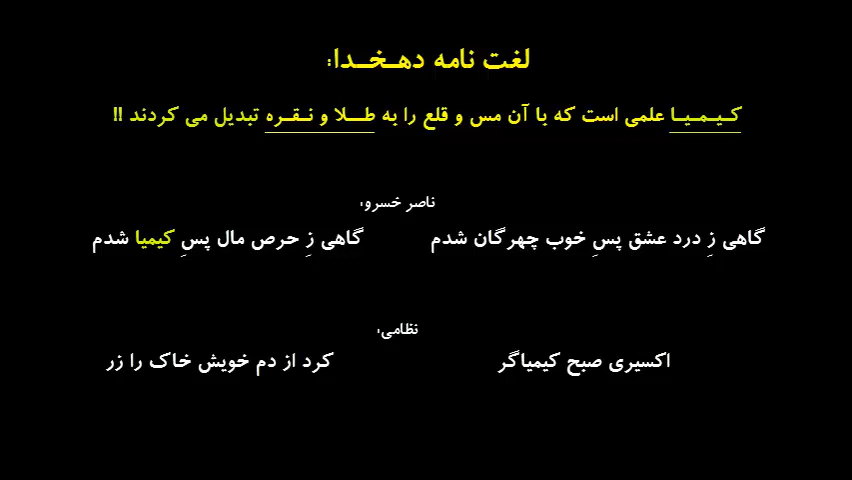 لغت نامه دهخدا:
کیمیا علمی است که با آن مس و قلع را به طلا و نقره تبدیل می کردند !!
ناصر خسرو:
گاهی زِ درد عشق پسِ خوب چهرگان شدم گاهی زِ حرص مال پسِ کیمیا شدم
نظامی:
اکسیری صبح کیمیاگر کرد از دم خویش خاک را زر